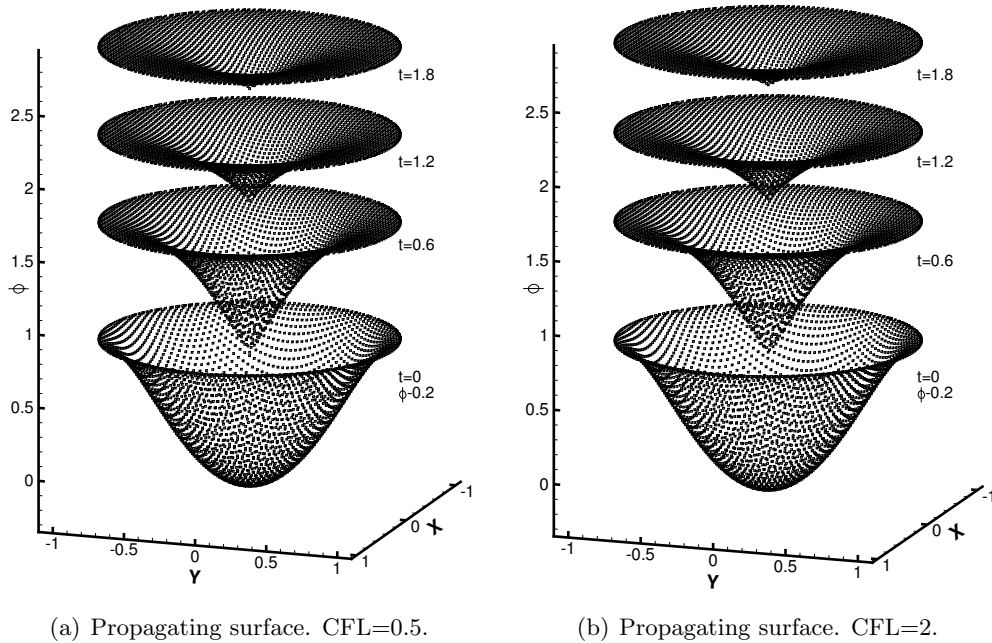 t=1.8
t=1.2
t=0.6
t=0
ϕ-0.2
ϕ
2.5
2
1.5
1
0.5
0
-1
-0.5
0
0.5
1
Y
1
0
-1
X
(a) Propagating surface. CFL=0.5.
t=1.8
t=1.2
t=0.6
t=0
ϕ-0.2
ϕ
2.5
2
1.5
1
0.5
0
-1
-0.5
0
0.5
1
Y
1
0
-1
X
(b) Propagating surface. CFL=2.